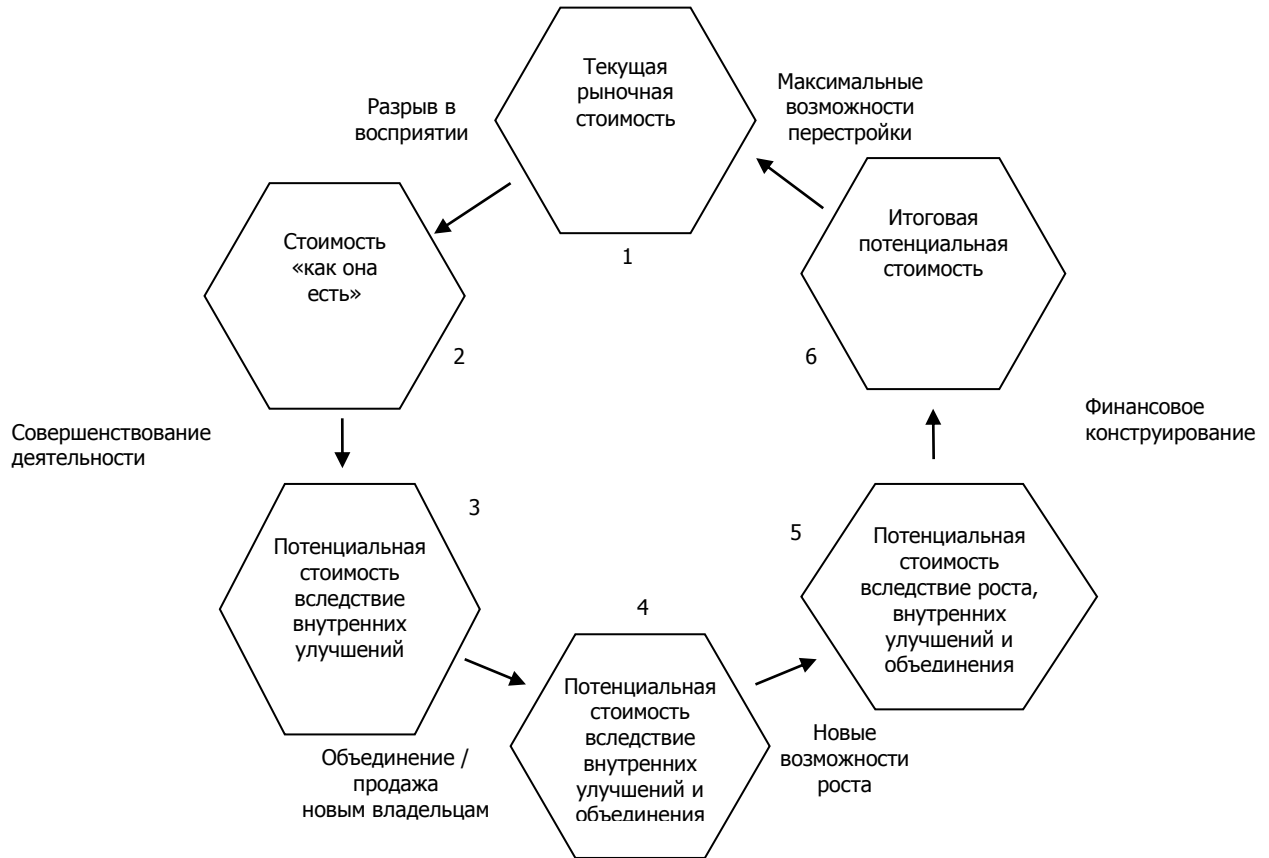 Текущая
рыночная
стоимость
1
Разрыв в
восприятии
Стоимость
«как она
есть»
2
Совершенствование
деятельности
3
Потенциальная
стоимость
вследствие
внутренних
улучшений
Объединение /
продажа
новым владельцам
4
Потенциальная
стоимость
вследствие
внутренних
улучшений и
объединения
Новые
возможности
роста
5
Потенциальная
стоимость
вследствие роста,
внутренних
улучшений и
объединения
Финансовое
конструирование
6
Итоговая
потенциальная
стоимость
Максимальные
возможности
перестройки